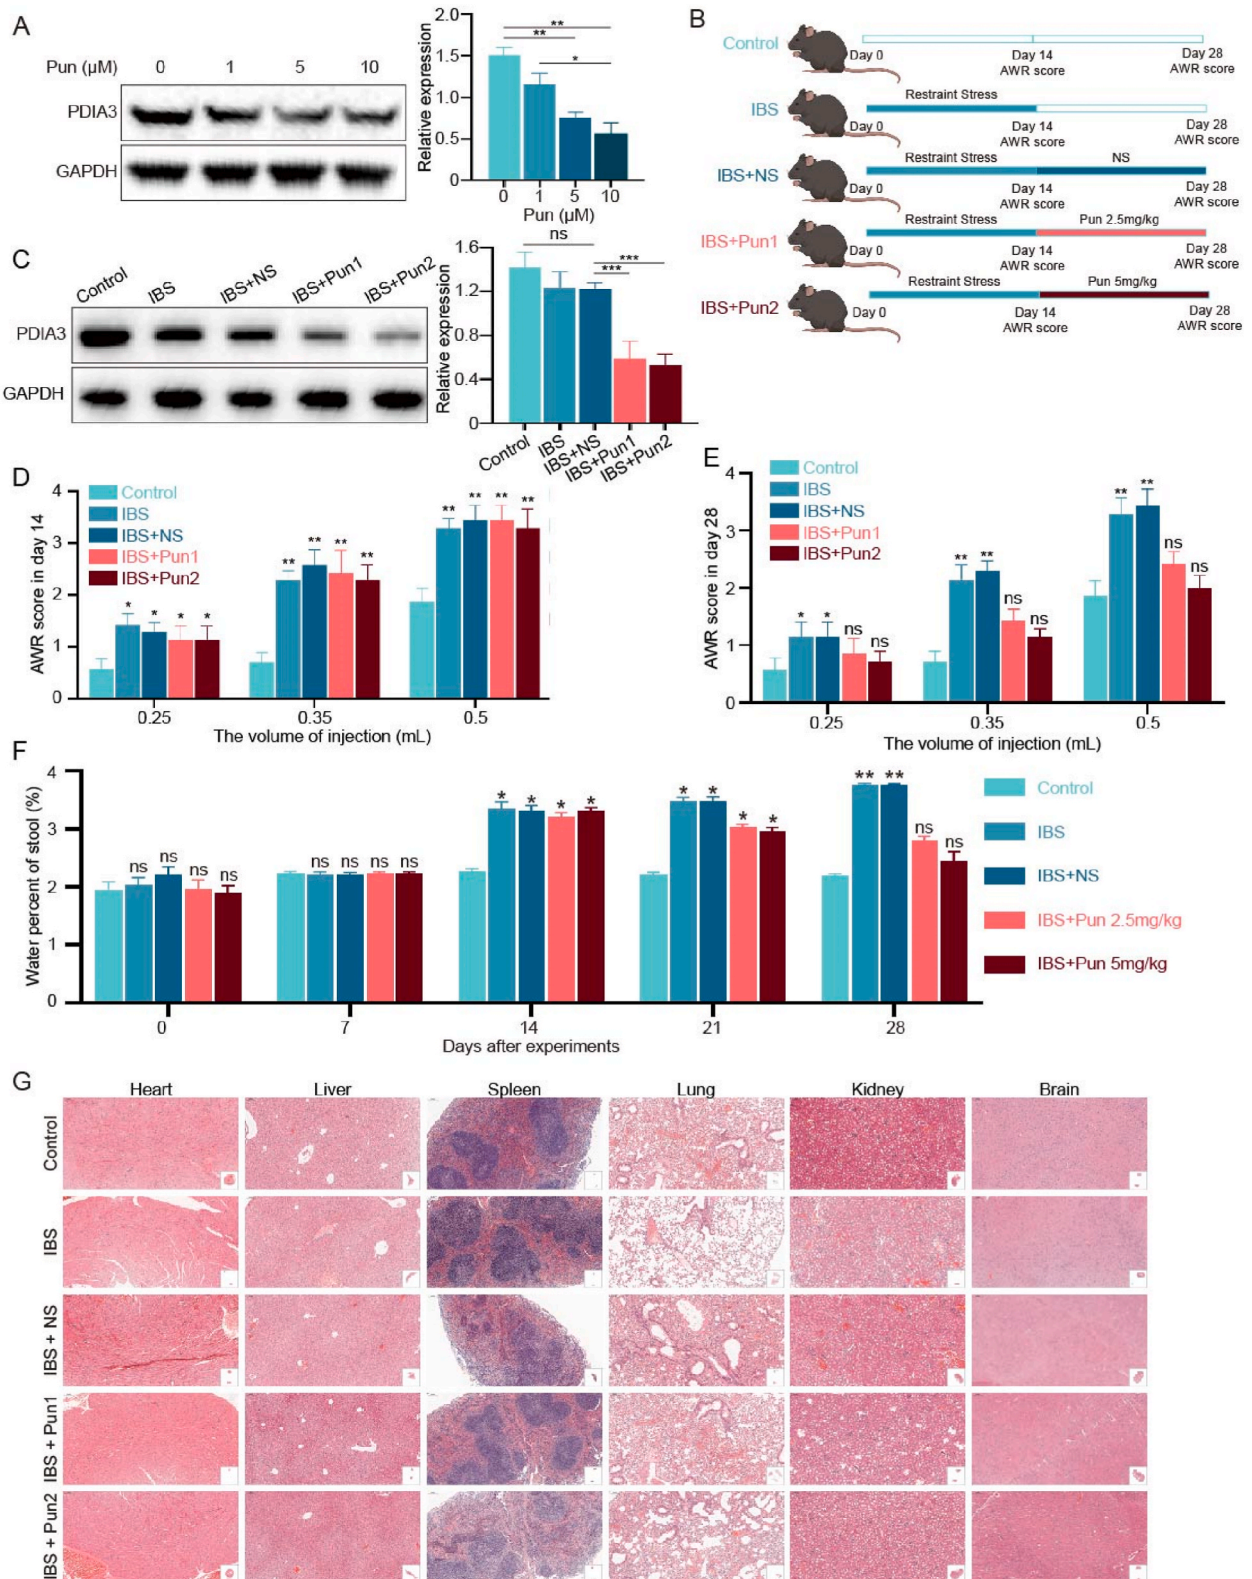 A
Pun (µM) 0 1 5 10
PDIA3
GAPDH
Relative expression
2.0
1.5
1.0
0.5
0
**
**
*
0 1 5 10
Pun (µM)
B
Control
Day 0
Day 14
AWR score
Day 28
AWR score
IBS
Restraint Stress
Day 0
Day 14
AWR score
Day 28
AWR score
IBS+NS
Restraint Stress NS
Day 0
Day 14
AWR score
Day 28
AWR score
IBS+Pun1
Restraint Stress Pun 2.5mg/kg
Day 0
Day 14
AWR score
Day 28
AWR score
IBS+Pun2
Restraint Stress Pun 5mg/kg
Day 0
Day 14
AWR score
Day 28
AWR score
C
Control IBS IBS+NS IBS+Pun1 IBS+Pun2
PDIA3
GAPDH
Relative expression
1.6
1.2
0.8
0.4
0
ns
***
***
Control IBS IBS+NS IBS+Pun1 IBS+Pun2
D
AWR score in day 14
4
3
2
1
0
Control
IBS
IBS+NS
IBS+Pun1
IBS+Pun2
* * * *
** ** ** **
** ** ** **
0.25 0.35 0.5
The volume of injection (mL)
E
AWR score in day 28
4
3
2
1
0
Control
IBS
IBS+NS
IBS+Pun1
IBS+Pun2
* * ns ns
** ** ns ns
** ** ns ns
0.25 0.35 0.5
The volume of injection (mL)
F
Water percent of stool (%)
4
3
2
1
0
ns ns ns ns
ns ns ns ns
* * * *
* * * *
** ** ns ns
0 7 14 21 28
Days after experiments
Control
IBS
IBS+NS
IBS+Pun 2.5mg/kg
IBS+Pun 5mg/kg
G
Heart Liver Spleen Lung Kidney Brain
Control
IBS
IBS + NS
IBS + Pun1
IBS + Pun2